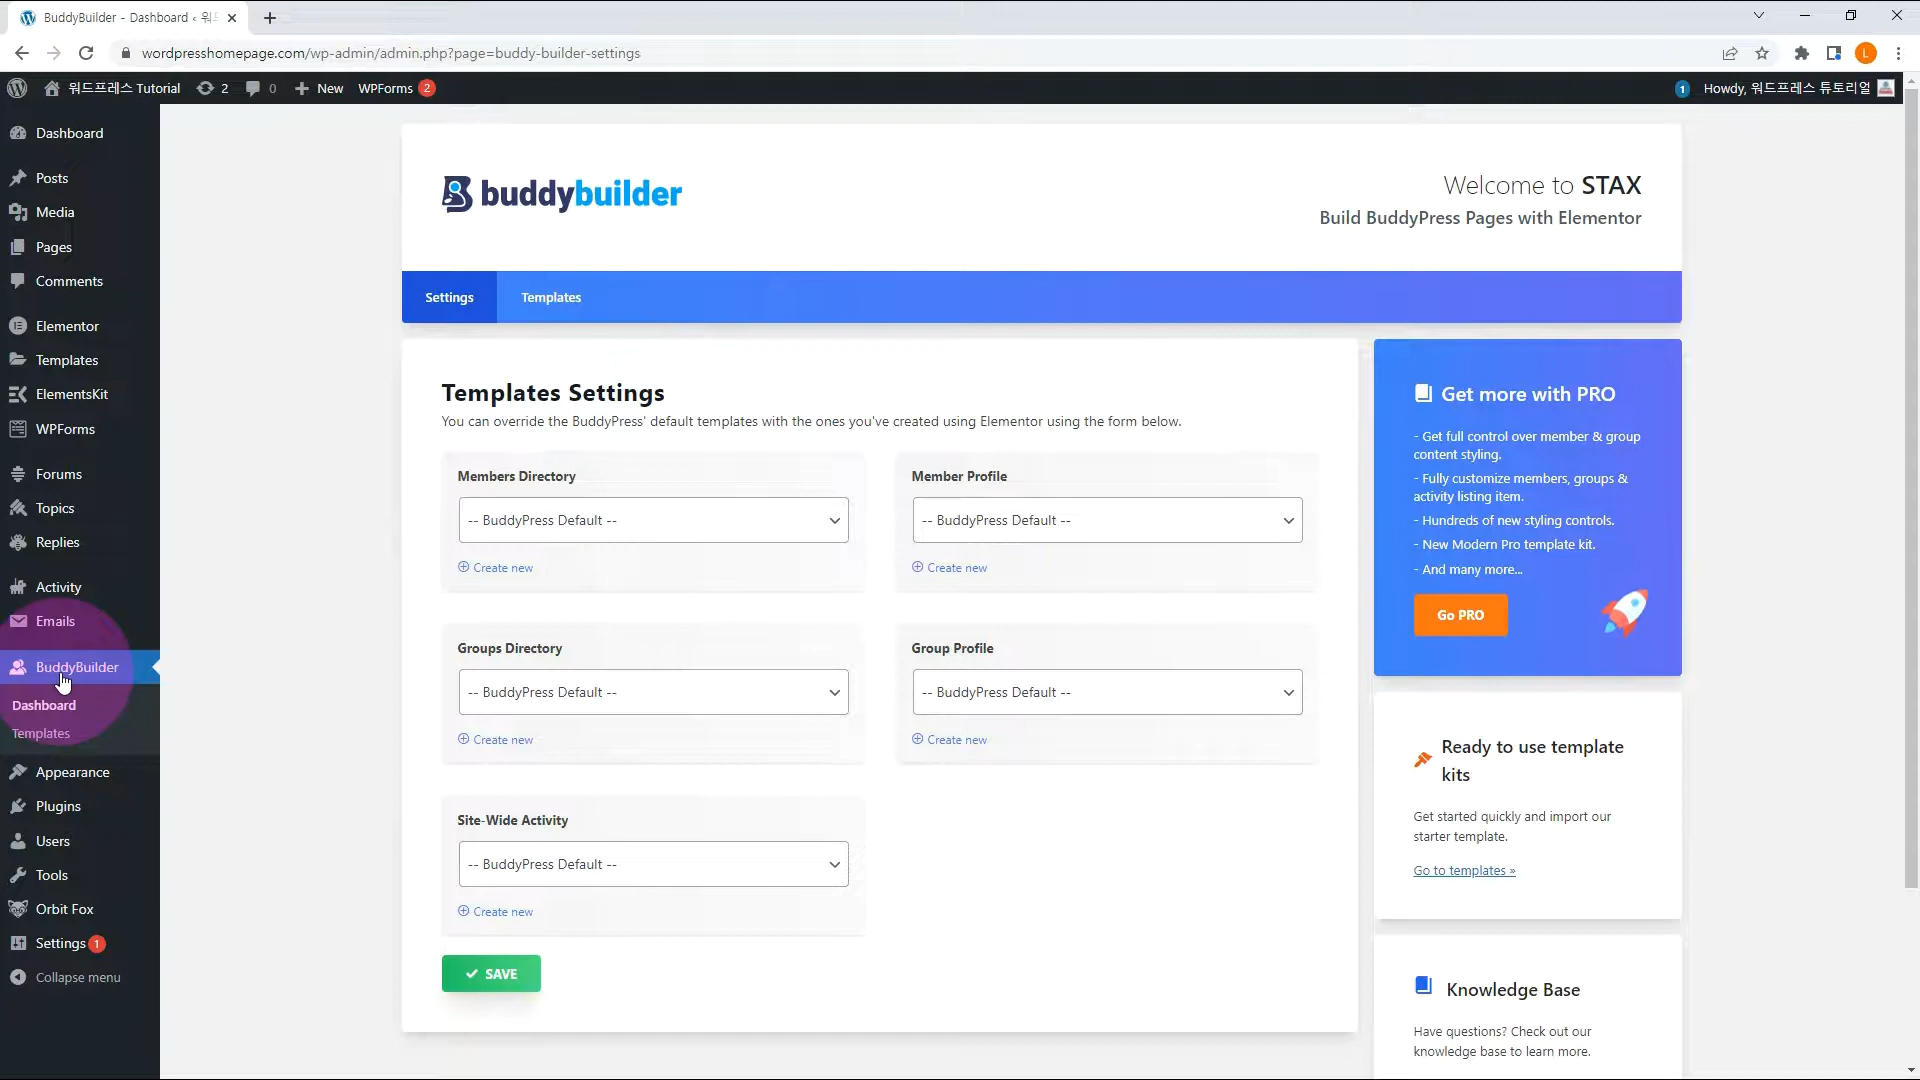 BuddyBuilder - Dashboard ‹ 워드
wordpresshomepage.com/wp-admin/admin.php?page=buddy-builder-settings
L
워드프레스 Tutorial 2 0 New WPForms 2
1 Howdy, 워드프레스 튜토리얼
Dashboard
Posts
Media
Pages
Comments
Elementor
Templates
ElementsKit
WPForms
Forums
Topics
Replies
Activity
Emails
BuddyBuilder
Dashboard
Templates
Appearance
Plugins
Users
Tools
Orbit Fox
Settings 1
Collapse menu
buddybuilder
Welcome to STAX
Build BuddyPress Pages with Elementor
Settings
Templates
Templates Settings
You can override the BuddyPress' default templates with the ones you've created using Elementor using the form below.
Members Directory
-- BuddyPress Default --
Create new
Member Profile
-- BuddyPress Default --
Create new
Groups Directory
-- BuddyPress Default --
Create new
Group Profile
-- BuddyPress Default --
Create new
Site-Wide Activity
-- BuddyPress Default --
Create new
SAVE
Get more with PRO
- Get full control over member & group
content styling.
- Fully customize members, groups &
activity listing item.
- Hundreds of new styling controls.
- New Modern Pro template kit.
- And many more...
Go PRO
Ready to use template
kits
Get started quickly and import our
starter template.
Go to templates »
Knowledge Base
Have questions? Check out our
knowledge base to learn more.